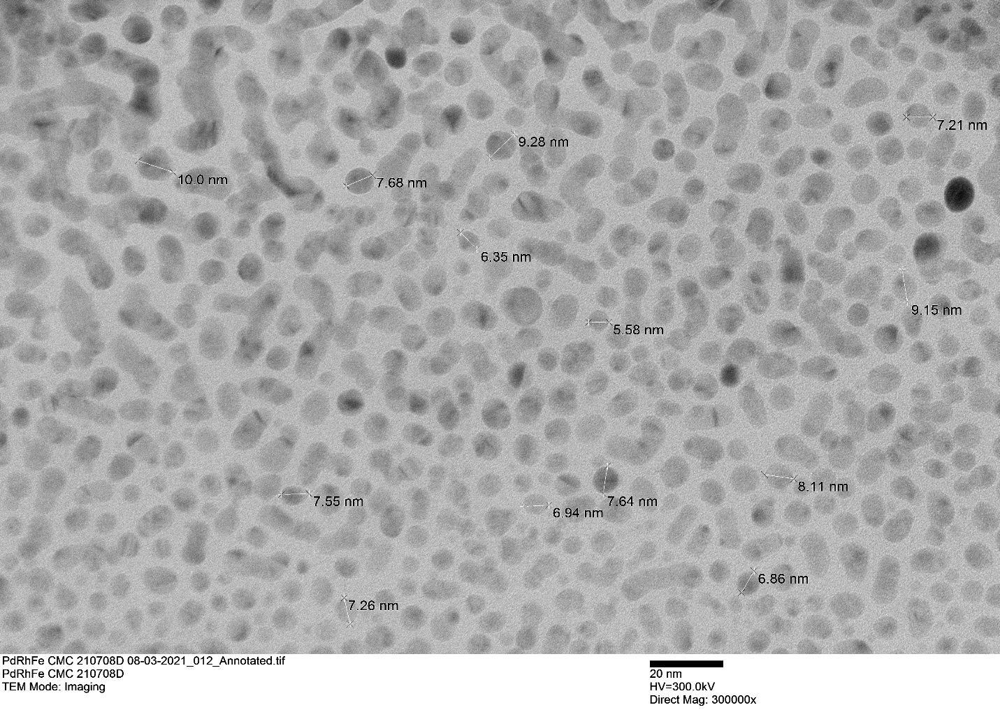 7.21 nm
9.28 nm
10.0 nm
7.68 nm
6.35 nm
9.15 nm
5.58 nm
8.11 nm
7.55 nm
7.64 nm
6.94 nm
6.86 nm
7.26 nm
PdRhFe CMC 210708D 08-03-2021_012_Annotated.tif
PdRhFe CMC 210708D
TEM Mode: Imaging
20 nm
HV=300.0kV
Direct Mag: 300000x